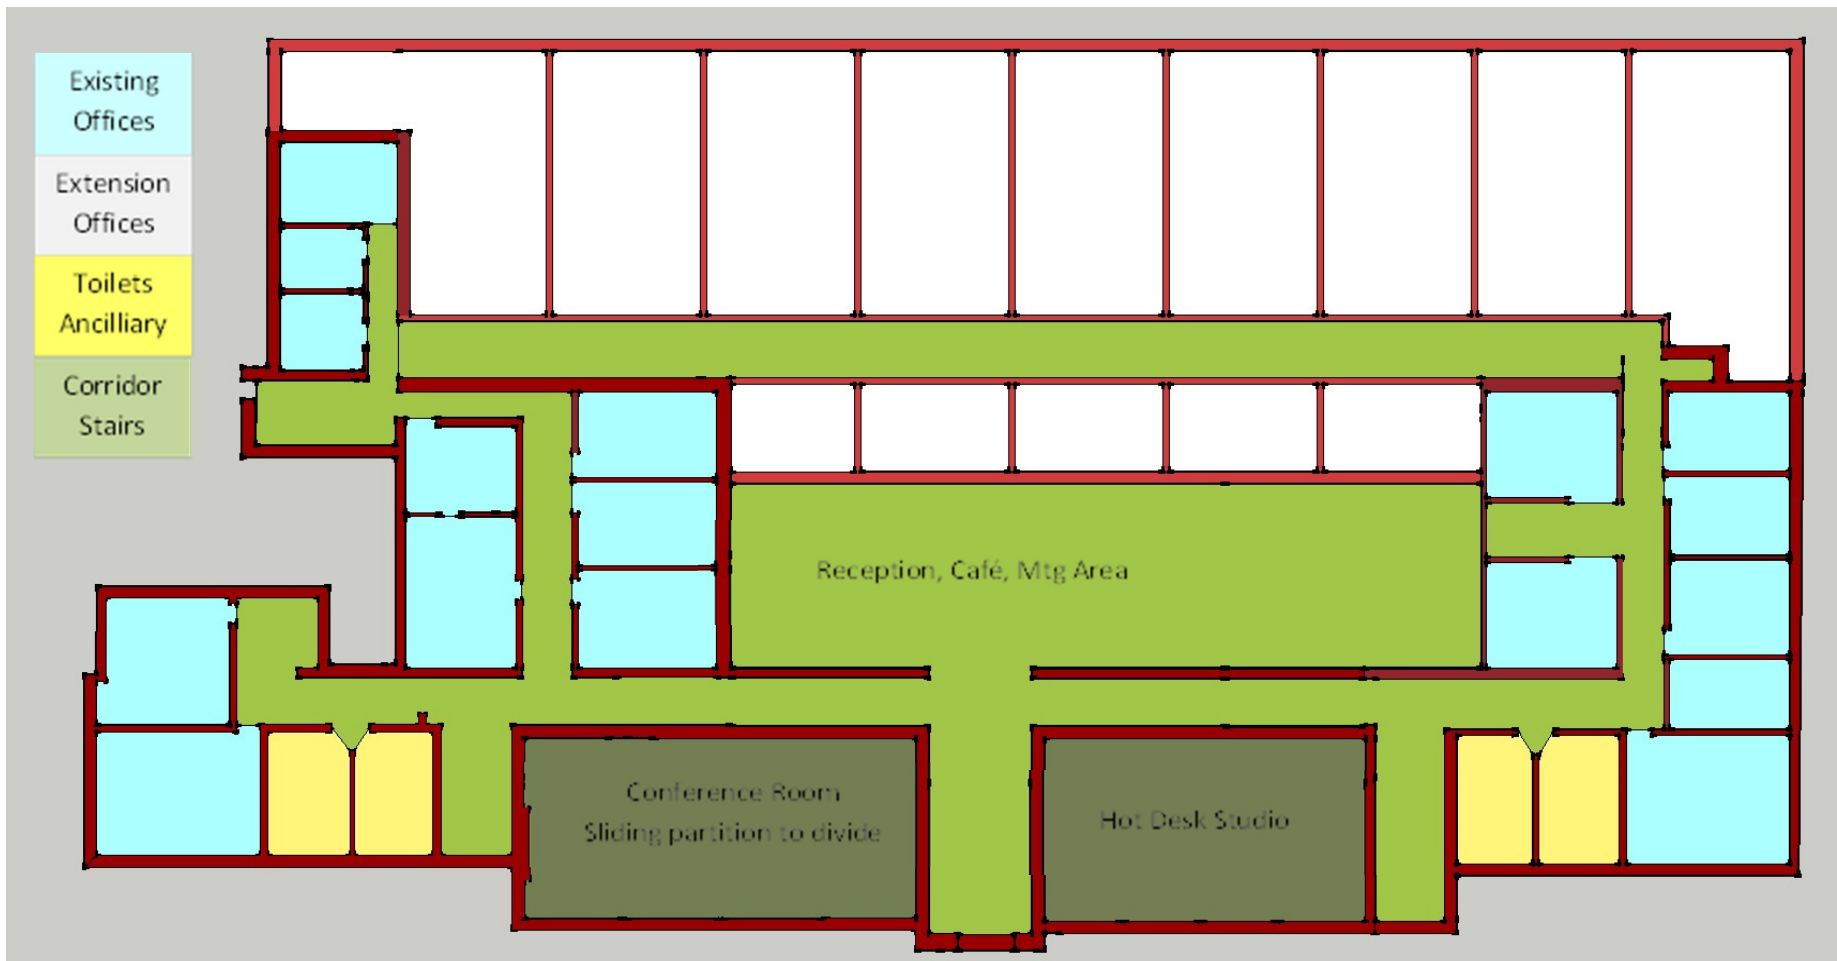 Existing
Offices
Extension
Offices
Toilets
Ancilliary
Corridor
Stairs
Reception, Café, Mtg Area
Conference Room
Sliding partition to divide
Hot Desk Studio